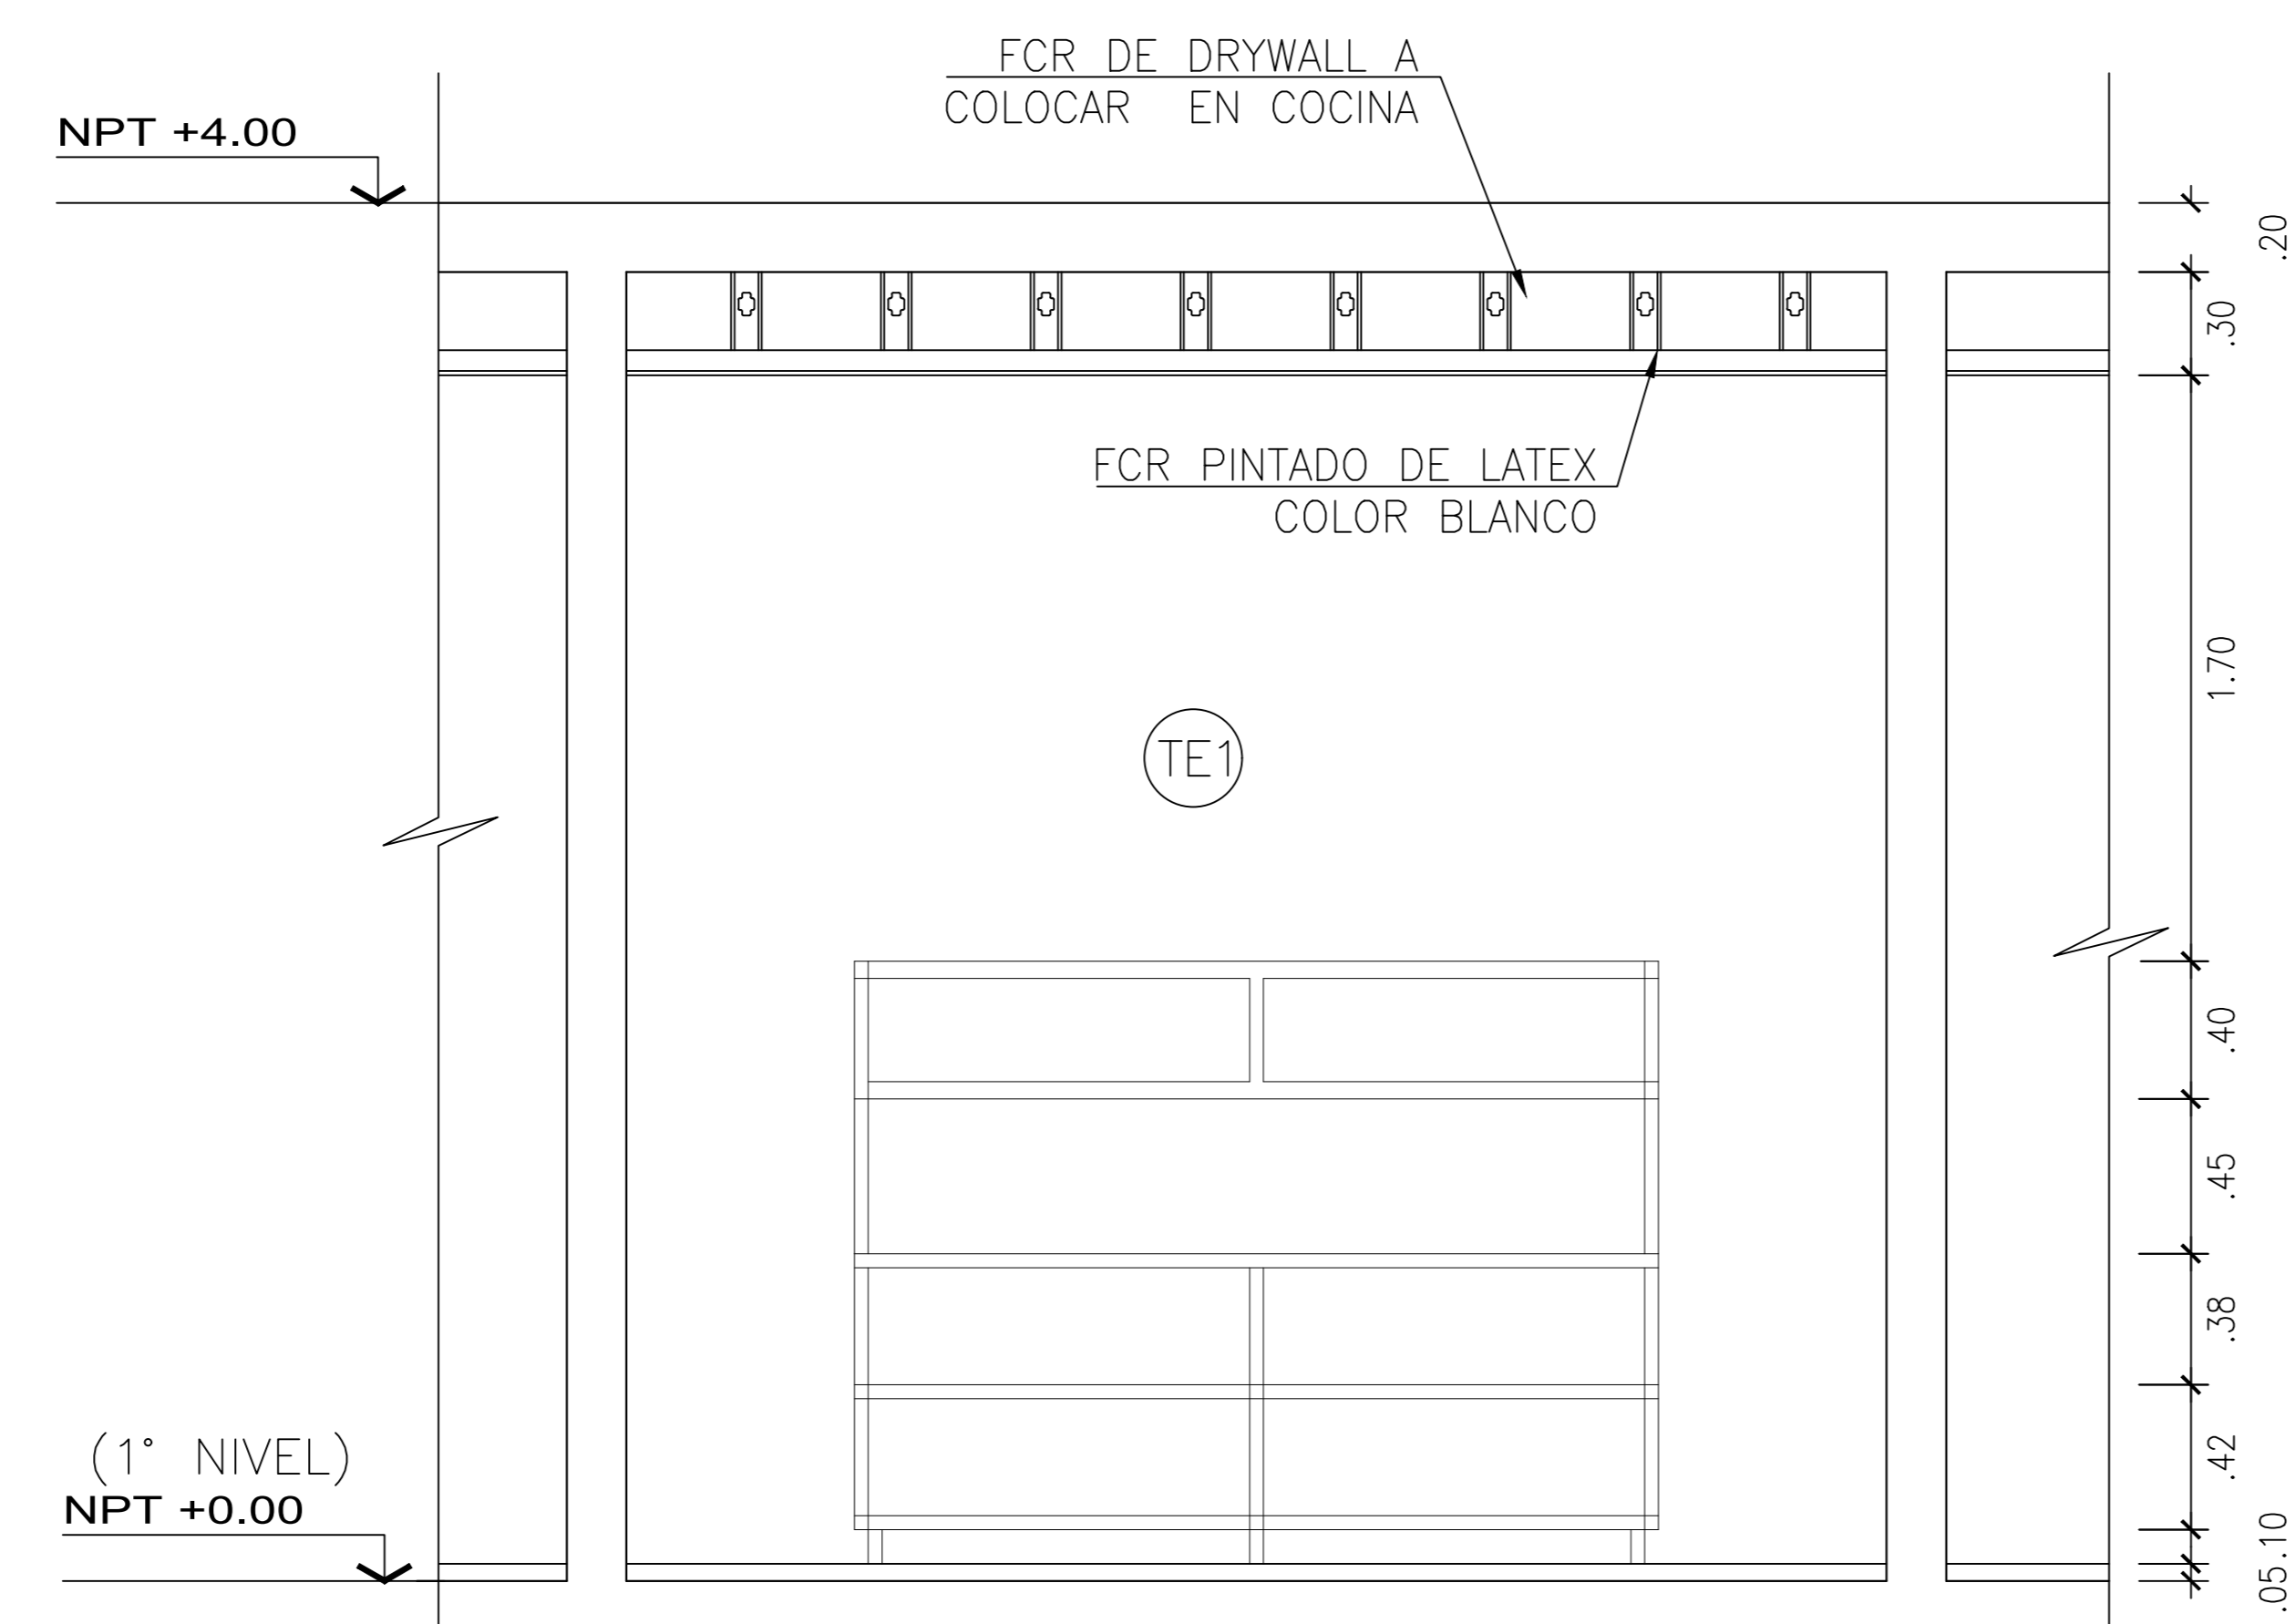 FCR DE DRYWALL A
COLOCAR EN COCINA
NPT +4.00
.20
.30
FCR PINTADO DE LATEX
COLOR BLANCO
1.70
TE1
.40
.45
.38
.42
(1° NIVEL)
NPT +0.00
.10
.05